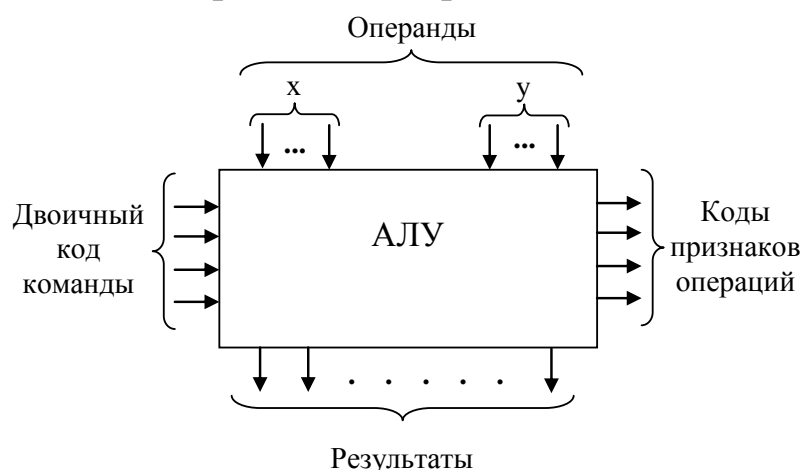 Операнды
x
y
...
...
Двоичный
код
команды
АЛУ
Коды
признаков
операций
. . . . .
Результаты